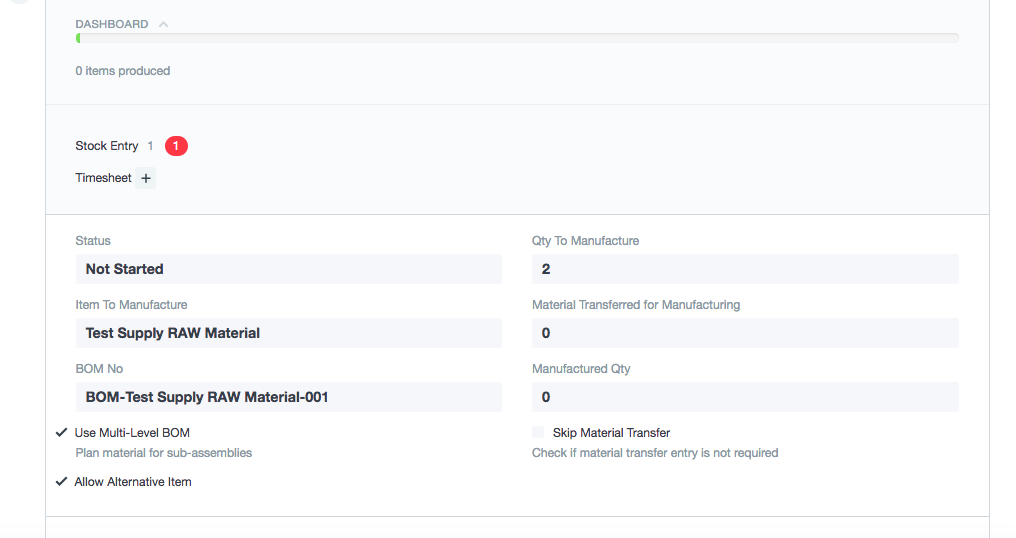 DASHBOARD
0 items produced
Stock Entry 1 1
Timesheet +
Status
Not Started
Item To Manufacture
Test Supply RAW Material
BOM No
BOM-Test Supply RAW Material-001
Use Multi-Level BOM
Plan material for sub-assemblies
Allow Alternative Item
Qty To Manufacture
2
Material Transferred for Manufacturing
0
Manufactured Qty
0
Skip Material Transfer
Check if material transfer entry is not required